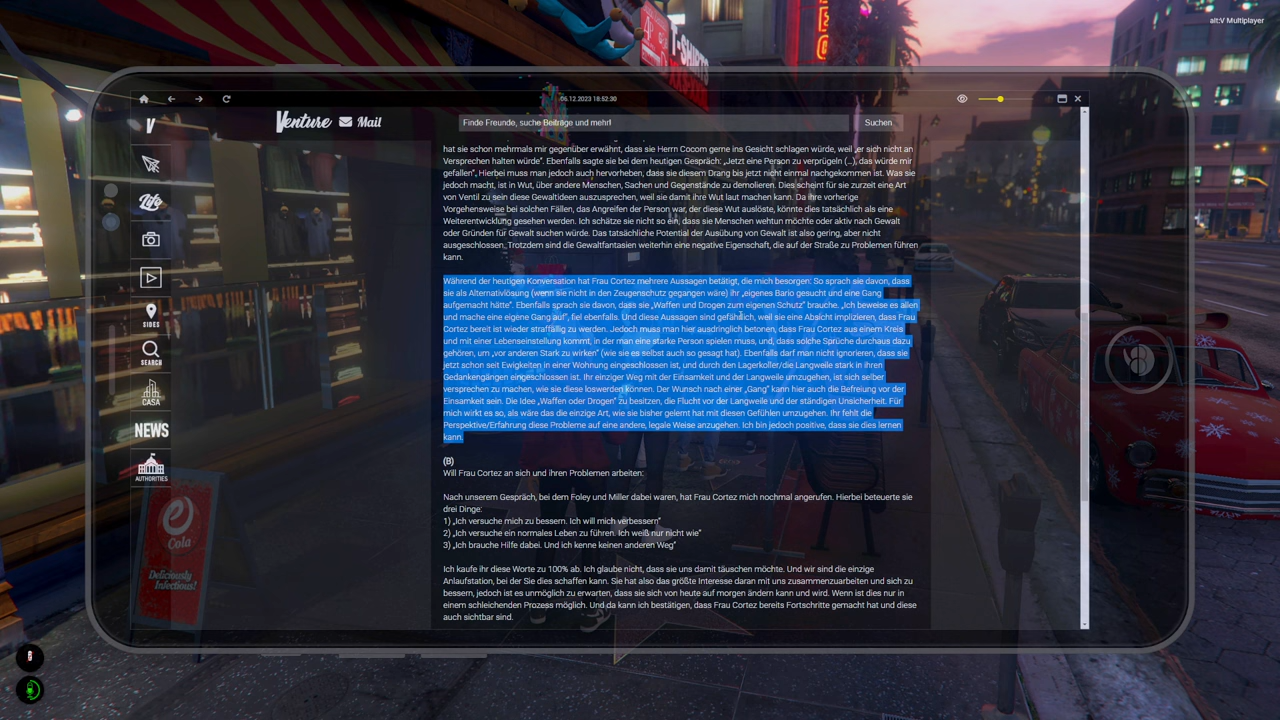 alt:V Multiplayer
T-SHIRTS
06.12.2023 18:52:30
Venture Mail
Finde Freunde, suche Beiträge und mehr!
Suchen
hat sie schon mehrmals mir gegenüber erwähnt, dass sie Herrn Cocom gerne ins Gesicht schlagen würde, weil „er sich nicht an
Versprechen halten würde“. Ebenfalls sagte sie bei dem heutigen Gespräch: „Jetzt eine Person zu verprügeln (...), das würde mir
gefallen“. Hierbei muss man jedoch auch hervorheben, dass sie diesem Drang bis jetzt nicht einmal nachgekommen ist. Was sie
jedoch macht, ist in Wut, über andere Menschen, Sachen und Gegenstände zu demolieren. Dies scheint für sie zurzeit eine Art
von Ventil zu sein diese Gewaltideen auszusprechen, weil sie damit ihre Wut laut machen kann. Da ihre vorherige
Vorgehensweise bei solchen Fällen, das Angreifen der Person war, der diese Wut auslöste, könnte dies tatsächlich als eine
Weiterentwicklung gesehen werden. Ich schätze sie nicht so ein, dass sie Menschen wehtun möchte oder aktiv nach Gewalt
oder Gründen für Gewalt suchen würde. Das tatsächliche Potential der Ausübung von Gewalt ist also gering, aber nicht
ausgeschlossen. Trotzdem sind die Gewaltfantasien weiterhin eine negative Eigenschaft, die auf der Straße zu Problemen führen
kann.
Während der heutigen Konversation hat Frau Cortez mehrere Aussagen betätigt, die mich besorgen: So sprach sie davon, dass
sie als Alternativlösung (wenn sie nicht in den Zeugenschutz gegangen wäre) ihr „eigenes Bario gesucht und eine Gang
aufgemacht hätte“. Ebenfalls sprach sie davon, dass sie „Waffen und Drogen zum eigenen Schutz“ brauche. „Ich beweise es allen
und mache eine eigene Gang auf“, fiel ebenfalls. Und diese Aussagen sind gefährlich, weil sie eine Absicht implizieren, dass Frau
Cortez bereit ist wieder straffällig zu werden. Jedoch muss man hier ausdringlich betonen, dass Frau Cortez aus einem Kreis
und mit einer Lebenseinstellung kommt, in der man eine starke Person spielen muss, und, dass solche Sprüche durchaus dazu
gehören, um „vor anderen Stark zu wirken“ (wie sie es selbst auch so gesagt hat). Ebenfalls darf man nicht ignorieren, dass sie
jetzt schon seit Ewigkeiten in einer Wohnung eingeschlossen ist, und durch den Lagerkoller/die Langweile stark in ihren
Gedankengängen eingeschlossen ist. Ihr einziger Weg mit der Einsamkeit und der Langweile umzugehen, ist sich selber
versprechen zu machen, wie sie diese loswerden können. Der Wunsch nach einer „Gang“ kann hier auch die Befreiung vor der
Einsamkeit sein. Die Idee „Waffen oder Drogen“ zu besitzen, die Flucht vor der Langweile und der ständigen Unsicherheit. Für
mich wirkt es so, als wäre das die einzige Art, wie sie bisher gelernt hat mit diesen Gefühlen umzugehen. Ihr fehlt die
Perspektive/Erfahrung diese Probleme auf eine andere, legale Weise anzugehen. Ich bin jedoch positive, dass sie dies lernen
kann.
(B)
Will Frau Cortez an sich und ihren Problemen arbeiten:
Nach unserem Gespräch, bei dem Foley und Miller dabei waren, hat Frau Cortez mich nochmal angerufen. Hierbei beteuerte sie
drei Dinge:
1) „Ich versuche mich zu bessern. Ich will mich verbessern“
2) „Ich versuche ein normales Leben zu führen. Ich weiß nur nicht wie“
3) „Ich brauche Hilfe dabei. Und ich kenne keinen anderen Weg“
Ich kaufe ihr diese Worte zu 100% ab. Ich glaube nicht, dass sie uns damit täuschen möchte. Und wir sind die einzige
Anlaufstation, bei der Sie dies schaffen kann. Sie hat also das größte Interesse daran mit uns zusammenzuarbeiten und sich zu
bessern, jedoch ist es unmöglich zu erwarten, dass sie sich von heute auf morgen ändern kann und wird. Wenn ist dies nur in
einem schleichenden Prozess möglich. Und da kann ich bestätigen, dass Frau Cortez bereits Fortschritte gemacht hat und diese
auch sichtbar sind.
V
Life
SIDES
SEARCH
CASA
NEWS
AUTHORITIES
e
Cola
Deliciously
Infectious!